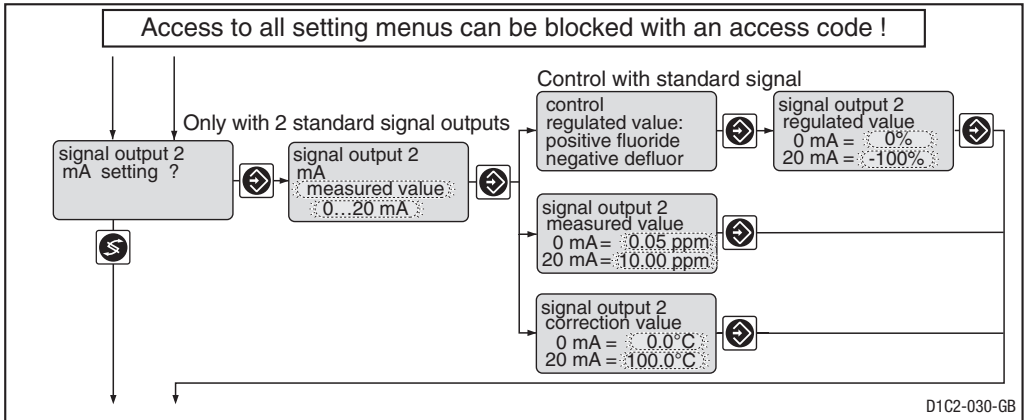 Access to all setting menus can be blocked with an access code !
Control with standard signal
Only with 2 standard signal outputs
signal output 2
mA setting ?
signal output 2
mA
measured value
0...20 mA
control
regulated value:
positive fluoride
negative defluor
signal output 2
regulated value
0 mA = 0%
20 mA = -100%
signal output 2
measured value
0 mA = 0.05 ppm
20 mA = 10.00 ppm
signal output 2
correction value
0 mA = 0.0°C
20 mA = 100.0°C
D1C2-030-GB